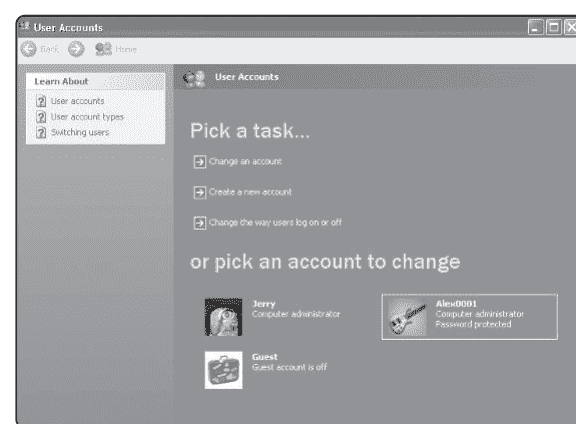 User Accounts
Back Home
Learn About
User accounts
User account types
Switching users
User Accounts
Pick a task...
Change an account
Create a new account
Change the way users log on or off
or pick an account to change
Jerry
Computer administrator
Alex0001
Computer administrator
Password protected
Guest
Guest account is off